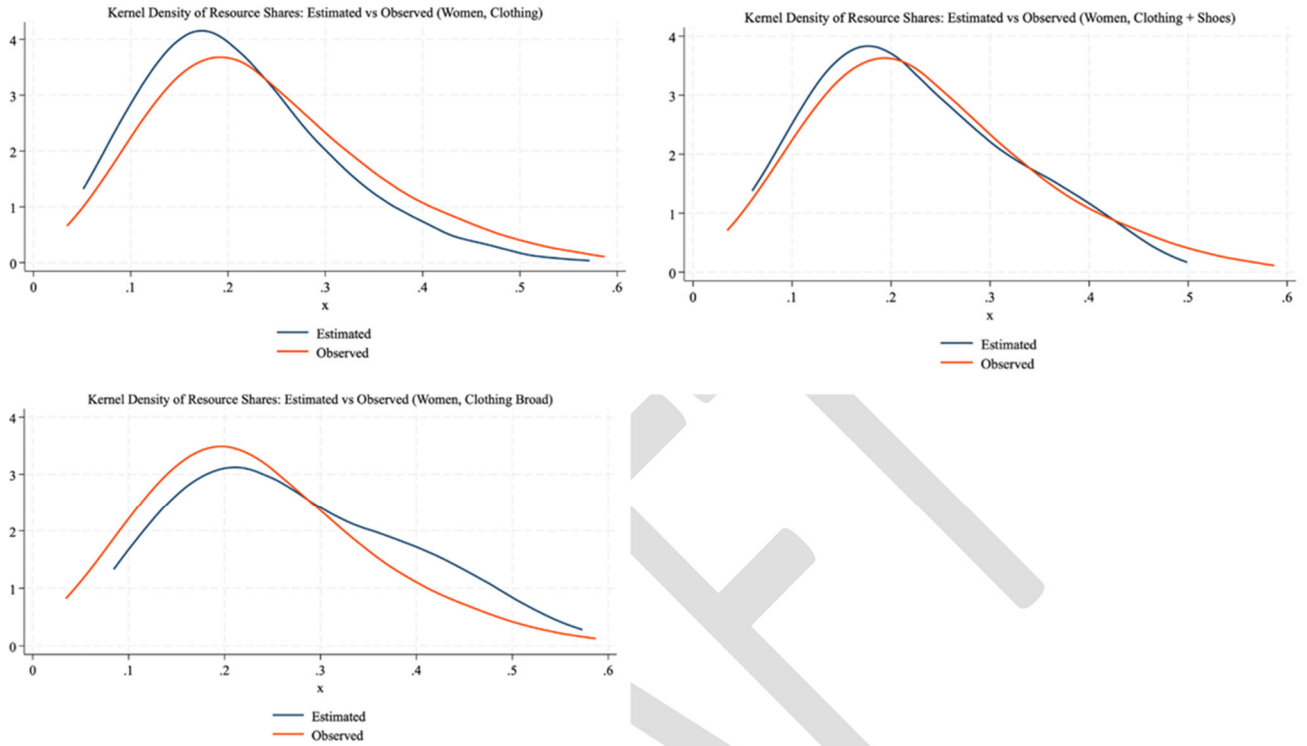 Kernel Density of Resource Shares: Estimated vs Observed (Women, Clothing)
4
3
2
1
0
0 .1 .2 .3 .4 .5 .6
x
Estimated
Observed
Kernel Density of Resource Shares: Estimated vs Observed (Women, Clothing + Shoes)
4
3
2
1
0
0 .1 .2 .3 .4 .5 .6
x
Estimated
Observed
Kernel Density of Resource Shares: Estimated vs Observed (Women, Clothing Broad)
4
3
2
1
0
0 .1 .2 .3 .4 .5 .6
x
Estimated
Observed